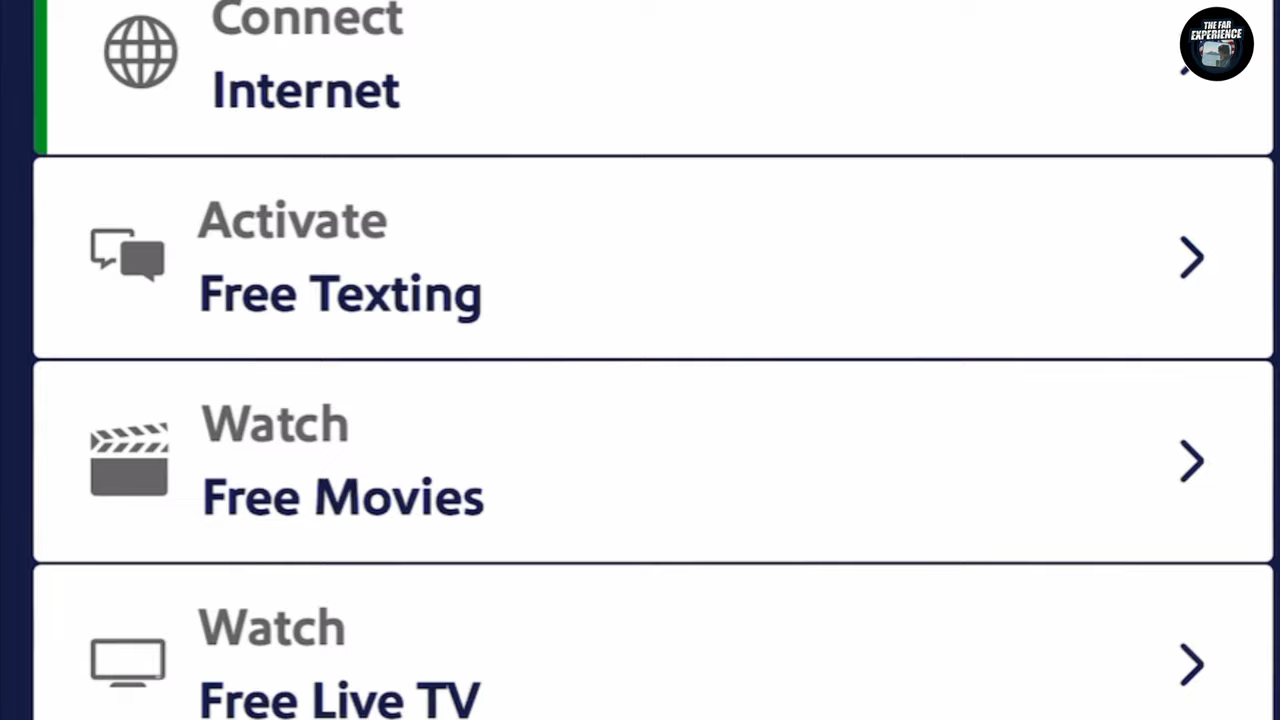 Connect
Internet
THE FAR
EXPERIENCE
Activate
Free Texting
Watch
Free Movies
Watch
Free Live TV